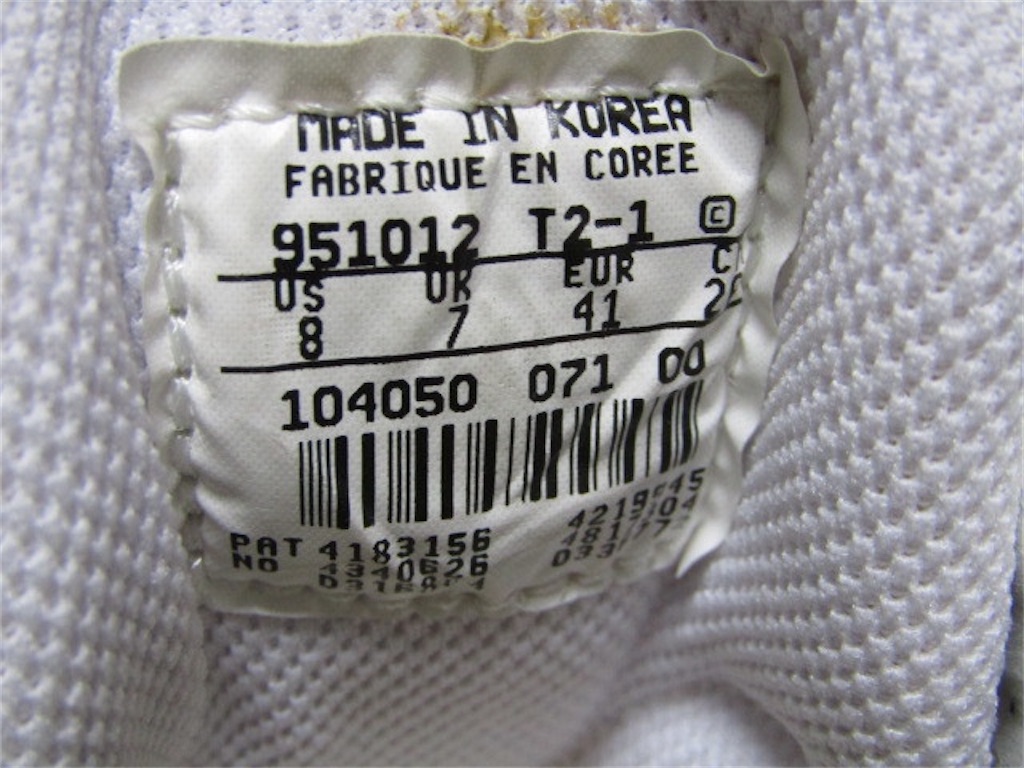 MADE IN KOREA
FABRIQUE EN COREE
951012 T2-1 ©
US UK EUR
8 7 41
104050 071 00
PAT 4183156
NO